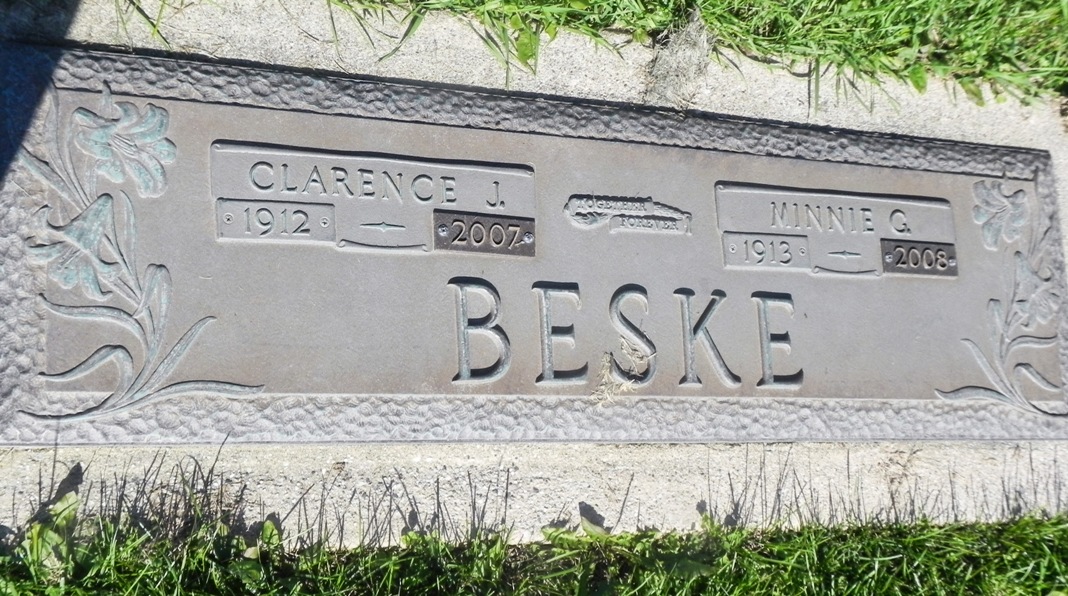 CLARENCE J.
1912 2007
TOGETHER
FOREVER
MINNIE G.
1913 2008
BESKE